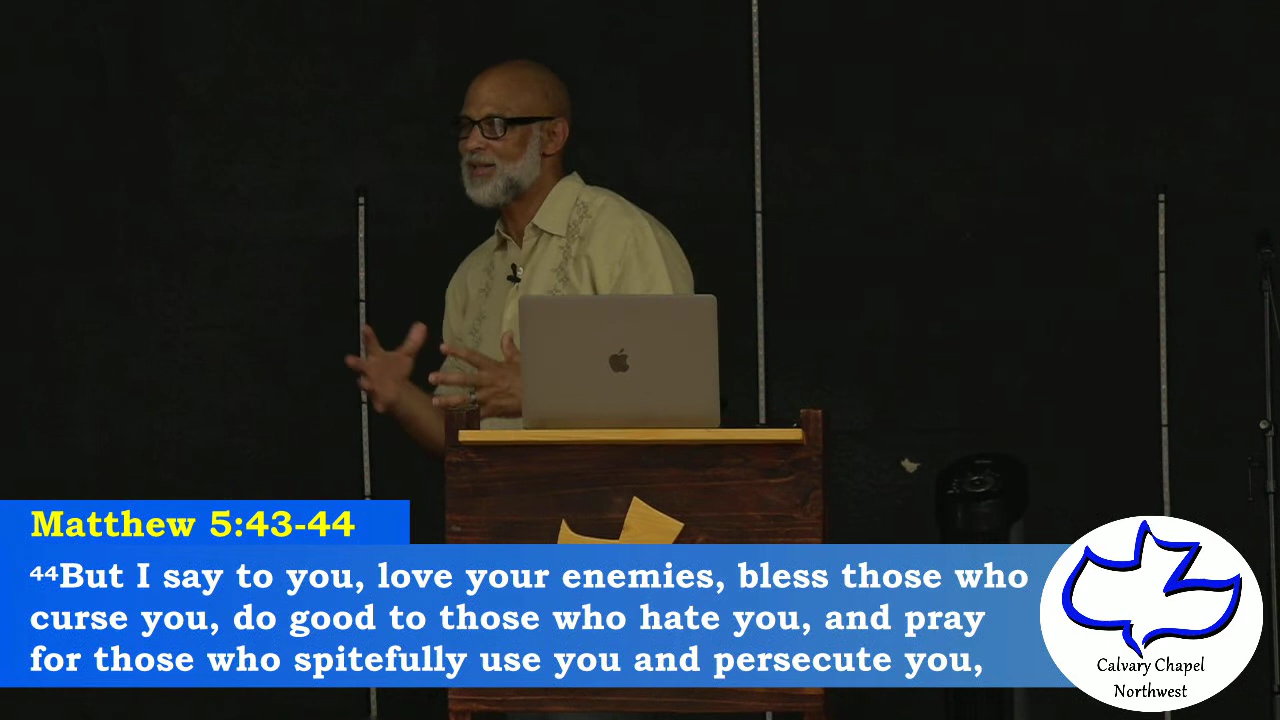 Matthew 5:43-44
⁴⁴But I say to you, love your enemies, bless those who
curse you, do good to those who hate you, and pray
for those who spitefully use you and persecute you,
Calvary Chapel
Northwest